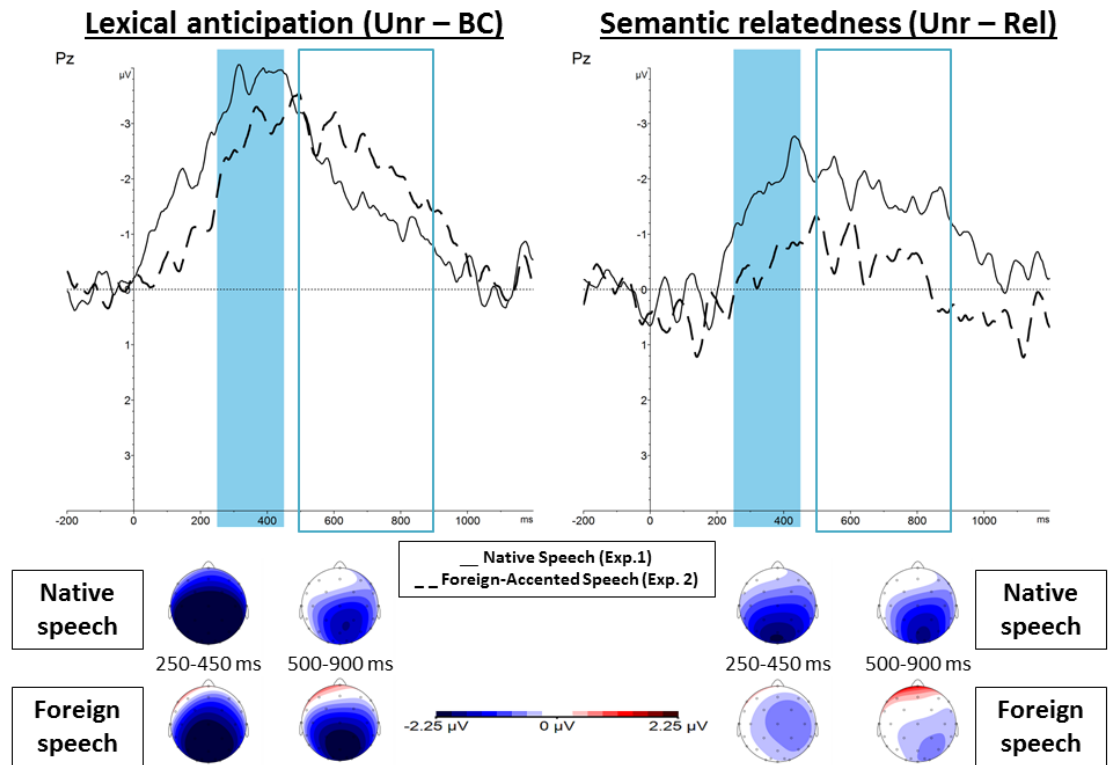 Lexical anticipation (Unr – BC)
Semantic relatedness (Unr – Rel)
Pz
µV
-3
-2
-1
0
1
2
3
-200
0
200
400
600
800
1000
ms
Pz
µV
-3
-2
-1
0
1
2
3
-200
0
200
400
600
800
1000
ms
__ Native Speech (Exp.1)
_ _ Foreign-Accented Speech (Exp. 2)
Native
speech
250-450 ms
500-900 ms
250-450 ms
500-900 ms
Native
speech
Foreign
speech
-2.25 µV
0 µV
2.25 µV
Foreign
speech